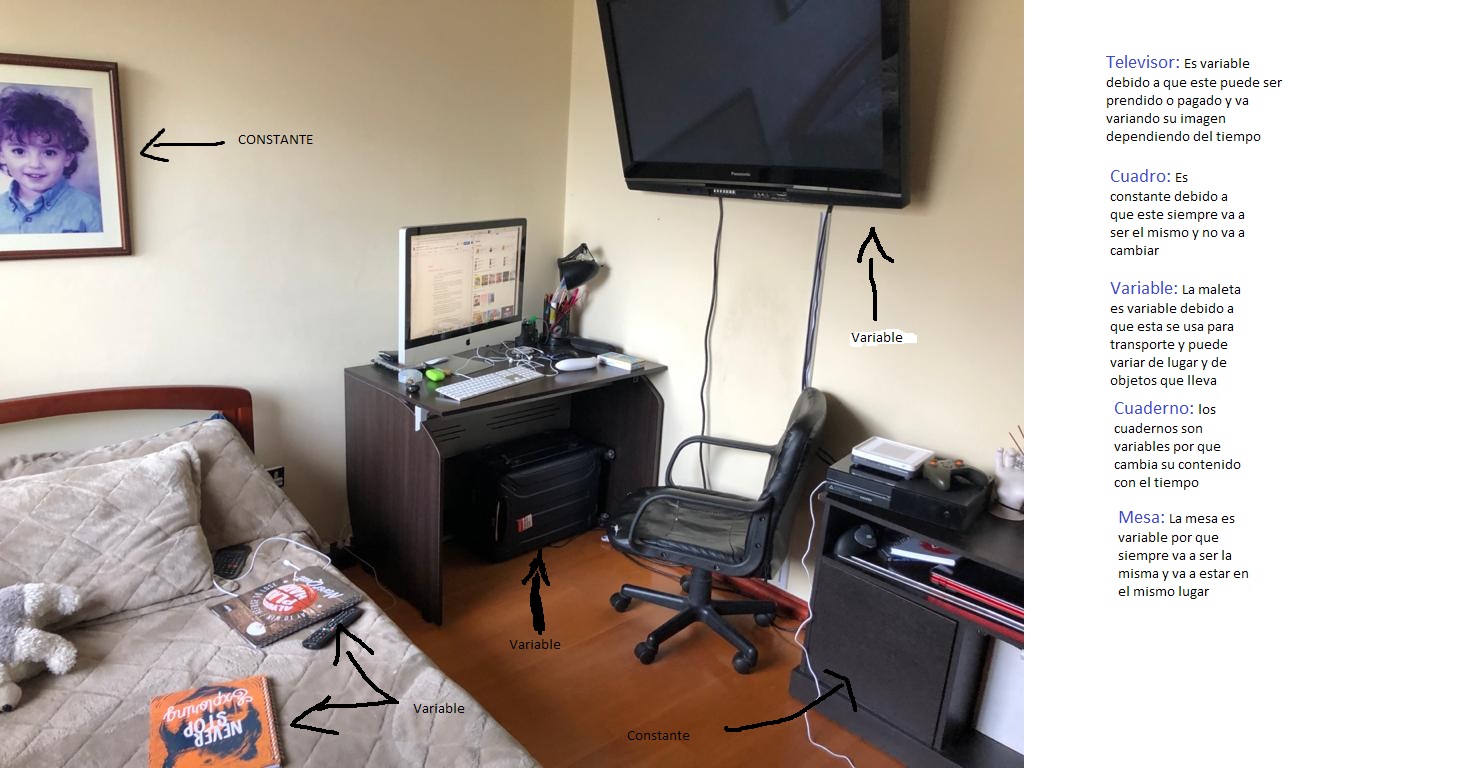 CONSTANTE
Panasonic
Variable
Variable
NEVER
STOP
Exploring
Variable
Constante
Televisor: Es variable
debido a que este puede ser
prendido o pagado y va
variando su imagen
dependiendo del tiempo
Cuadro: Es
constante debido a
que este siempre va a
ser el mismo y no va a
cambiar
Variable: La maleta
es variable debido a
que esta se usa para
transporte y puede
variar de lugar y de
objetos que lleva
Cuaderno: los
cuadernos son
variables por que
cambia su contenido
con el tiempo
Mesa: La mesa es
variable por que
siempre va a ser la
misma y va a estar en
el mismo lugar